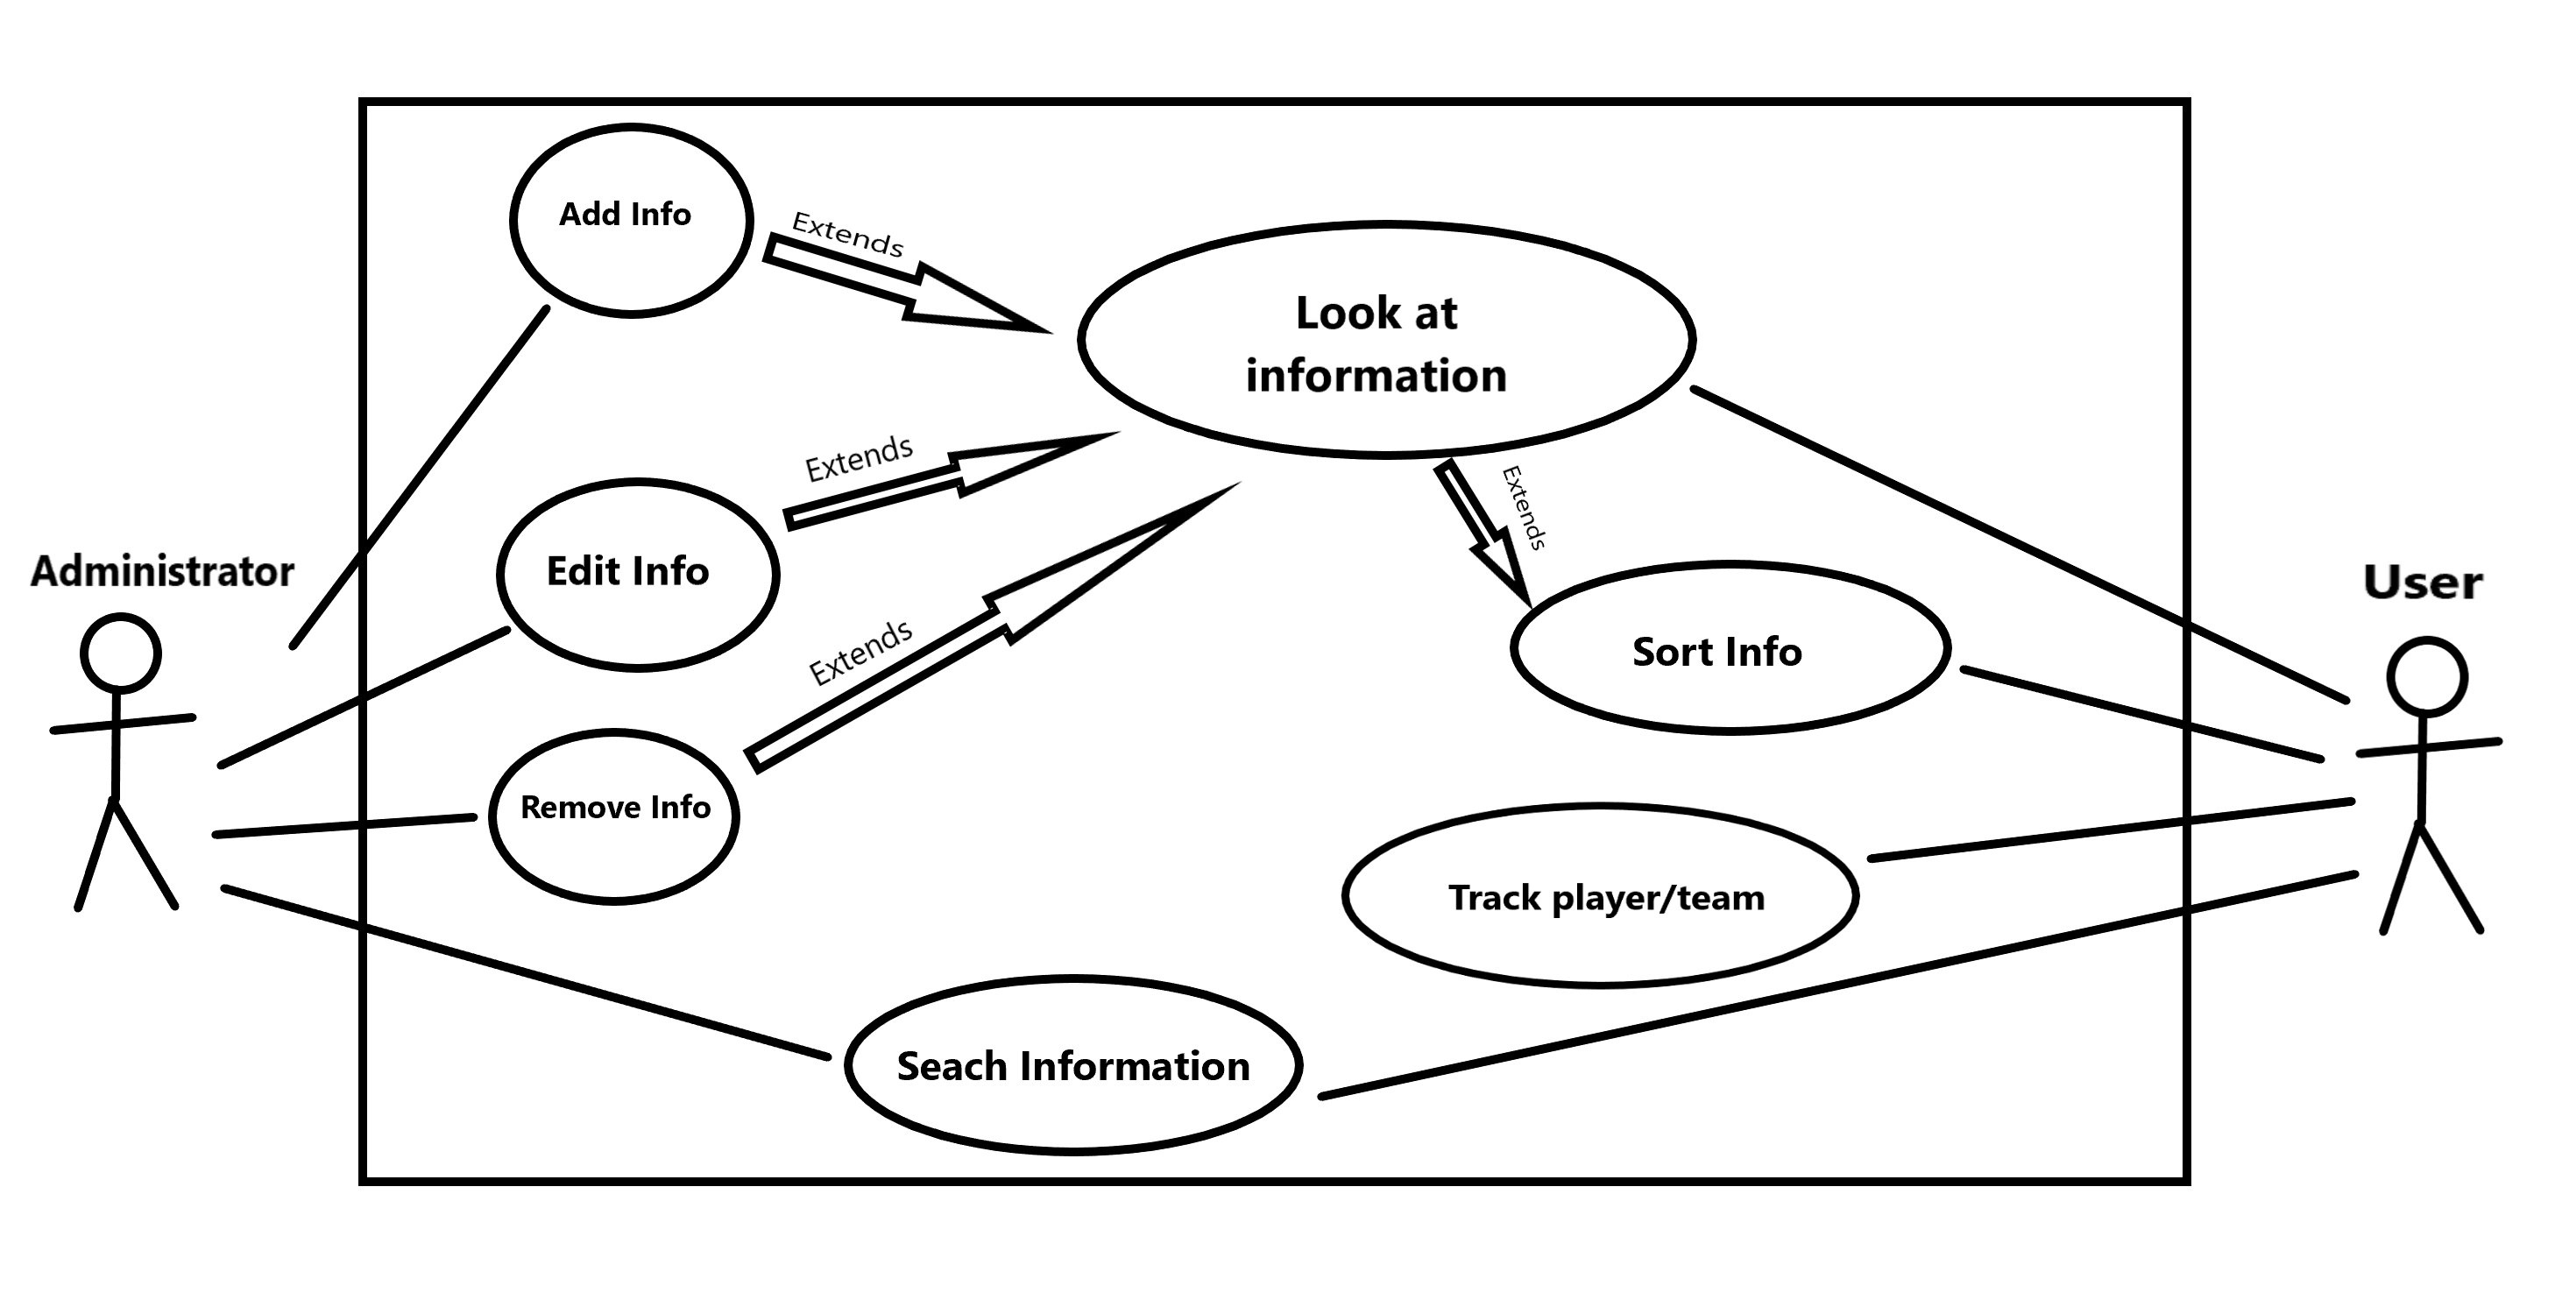 Add Info
Extends
Look at
information
Extends
Edit Info
Extends
Administrator
User
Extends
Sort Info
Remove Info
Track player/team
Seach Information